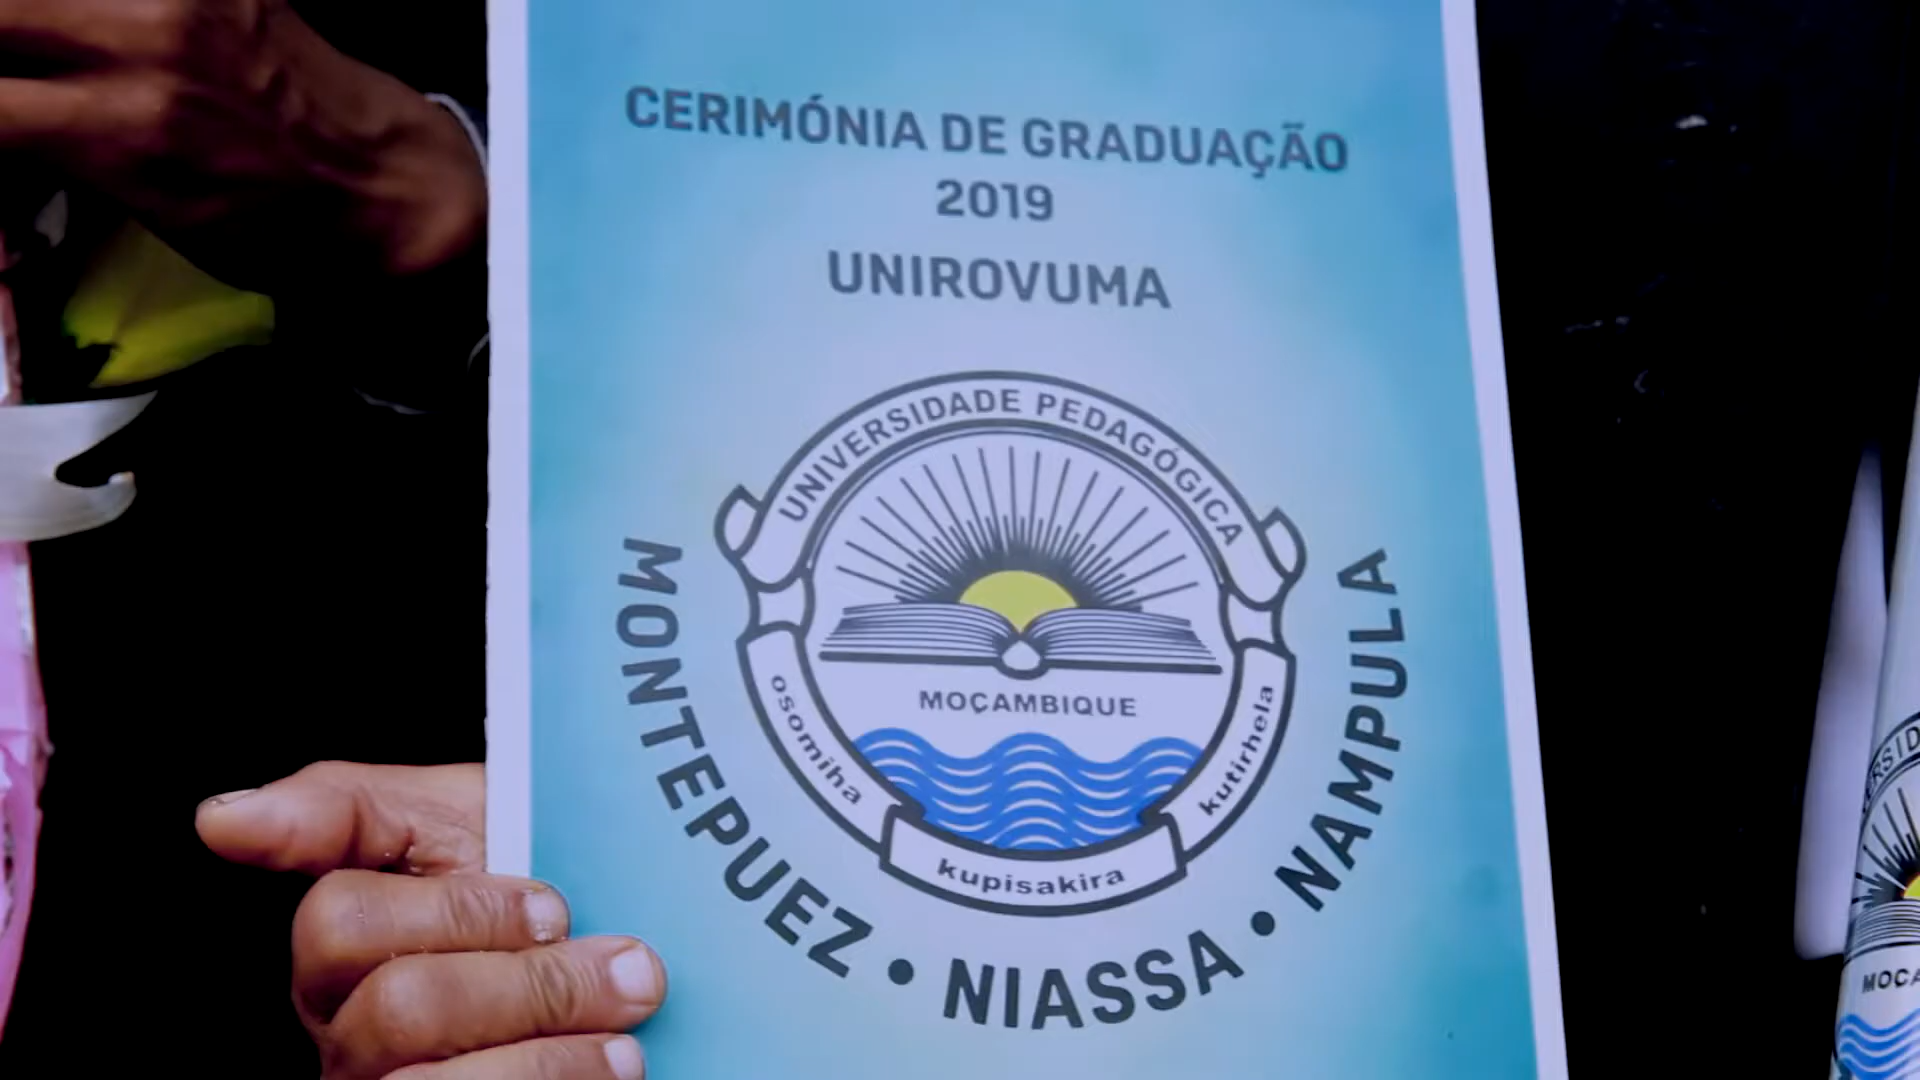 CERIMÓNIA DE GRADUAÇÃO
2019
UNIROVUMA
UNIVERSIDADE PEDAGÓGICA
MOÇAMBIQUE
osomiha
kupisakira
kutirhela
MONTEPUEZ • NIASSA • NAMPULA